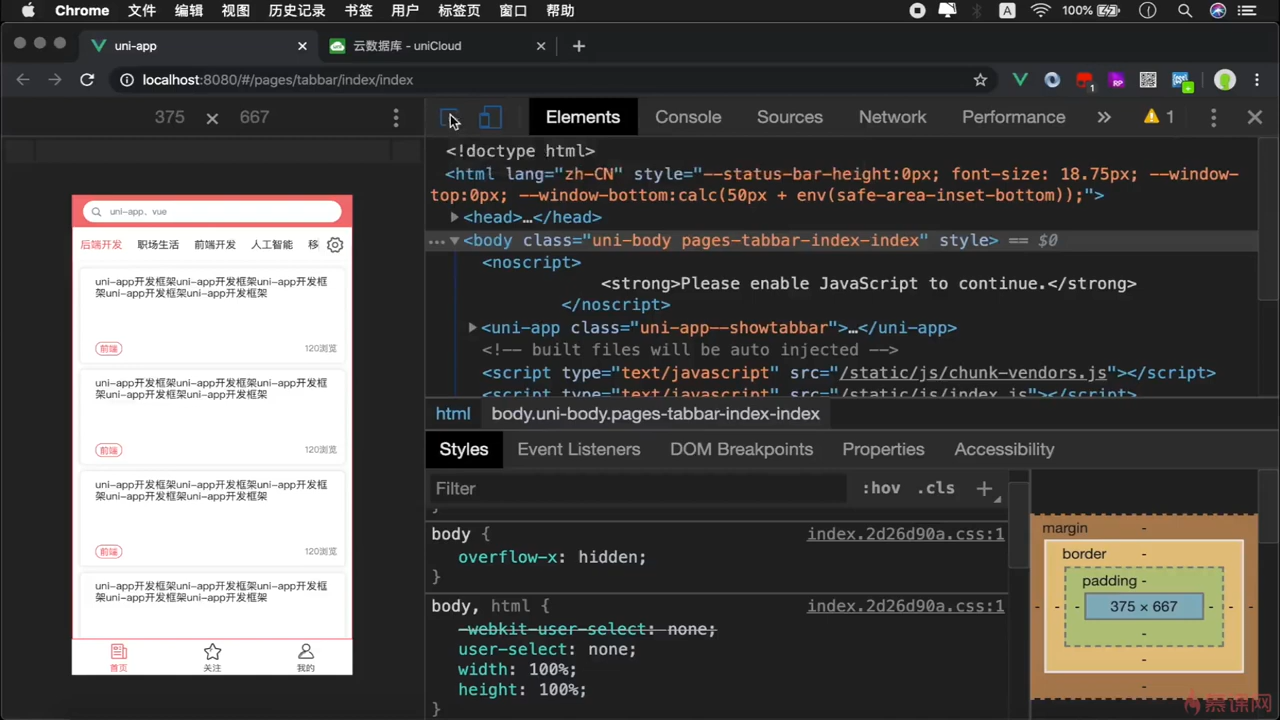 Chrome 文件 编辑 视图 历史记录 书签 用户 标签页 窗口 帮助 A 100%
uni-app 云数据库 - uniCloud
localhost:8080/#/pages/tabbar/index/index RP 1
375 × 667
Elements Console Sources Network Performance » 1
<!doctype html>
<html lang="zh-CN" style="--status-bar-height:0px; font-size: 18.75px; --window-
top:0px; --window-bottom:calc(50px + env(safe-area-inset-bottom));">
<head>…</head>
<body class="uni-body pages-tabbar-index-index" style> == $0
<noscript>
<strong>Please enable JavaScript to continue.</strong>
</noscript>
<uni-app class="uni-app--showtabbar">…</uni-app>
<!-- built files will be auto injected -->
<script type="text/javascript" src="/static/js/chunk-vendors.js"></script>
<script type="text/javascript" src="/static/js/index.js"></script>
html body.uni-body.pages-tabbar-index-index
Styles Event Listeners DOM Breakpoints Properties Accessibility
Filter :hov .cls +
}
body { index.2d26d90a.css:1
overflow-x: hidden;
}
body, html { index.2d26d90a.css:1
-webkit-user-select: none;
user-select: none;
width: 100%;
height: 100%;
}
margin -
border -
padding -
- - - 375 × 667 - - -
-
-
-
uni-app、vue
后端开发 职场生活 前端开发 人工智能 移
uni-app开发框架uni-app开发框架uni-app开发框
架uni-app开发框架uni-app开发框架
前端 120浏览
uni-app开发框架uni-app开发框架uni-app开发框
架uni-app开发框架uni-app开发框架
前端 120浏览
uni-app开发框架uni-app开发框架uni-app开发框
架uni-app开发框架uni-app开发框架
前端 120浏览
uni-app开发框架uni-app开发框架uni-app开发框
架uni-app开发框架uni-app开发框架
首页 关注 我的
慕课网